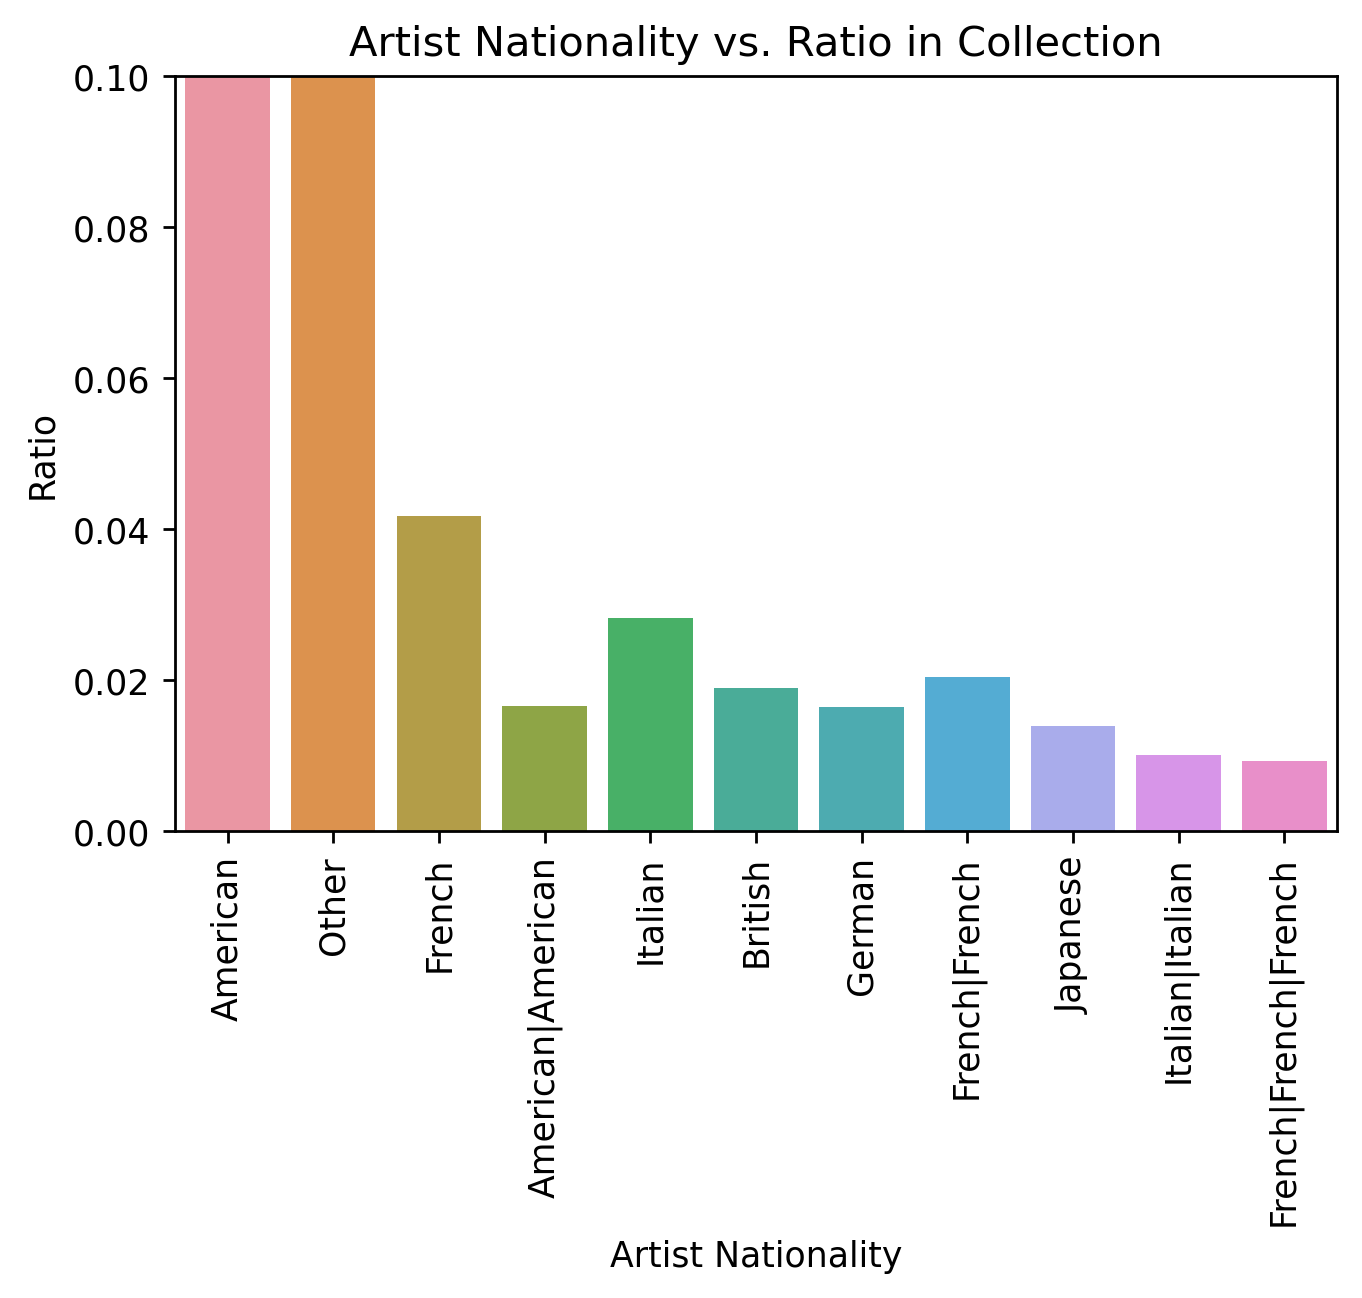 Artist Nationality vs. Ratio in Collection
0.10
0.08
0.06
0.04
0.02
0.00
Ratio
American
Other
French
American|American
Italian
British
German
French|French
Japanese
Italian|Italian
French|French|French
Artist Nationality